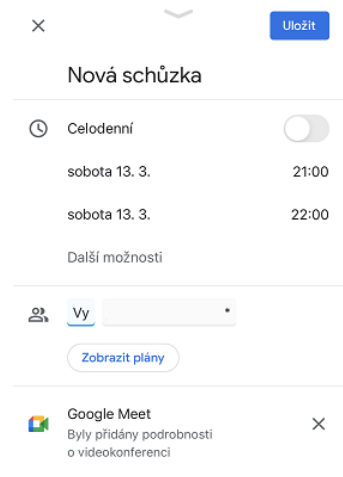 Uložit
Nová schůzka
Celodenní
sobota 13. 3. 21:00
sobota 13. 3. 22:00
Další možnosti
Vy
Zobrazit plány
Google Meet
Byly přidány podrobnosti
o videokonferenci